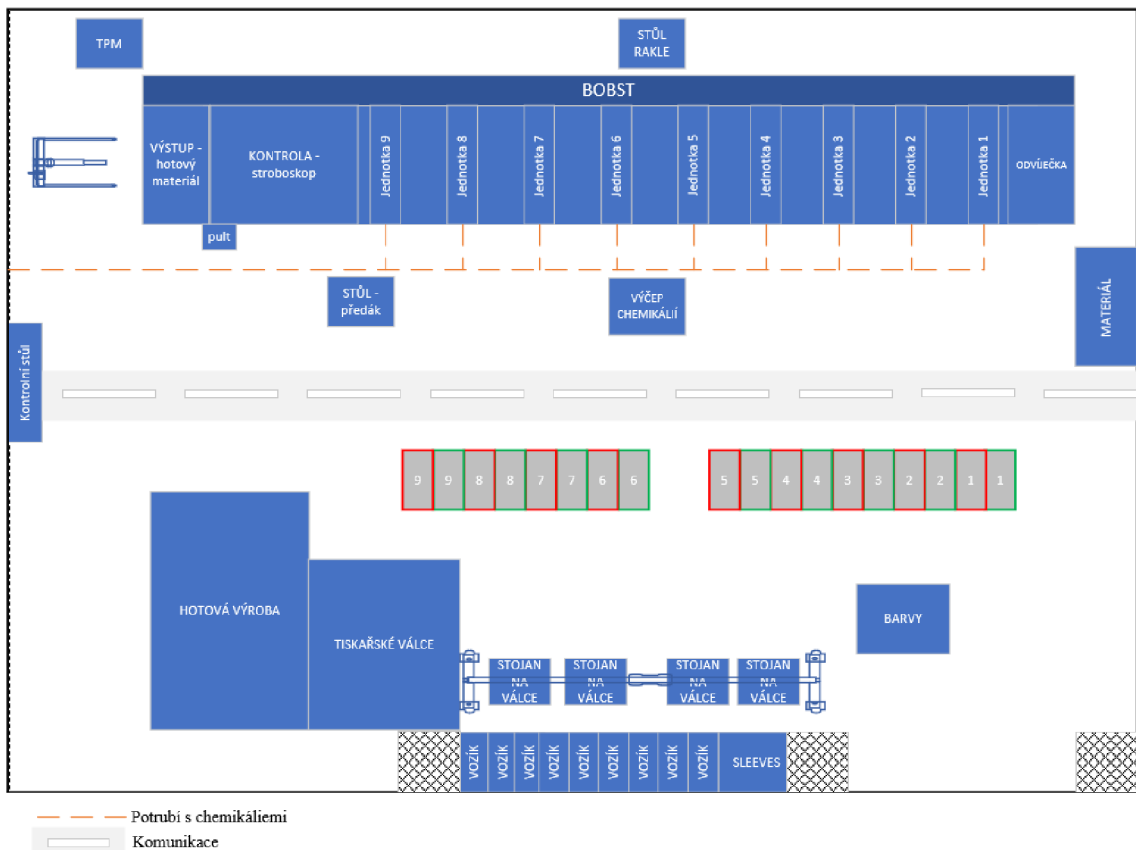 TPM
STŮL
RAKLE
BOBST
VÝSTUP -
hotový
materiál
KONTROLA -
stroboskop
Jednotka 9
Jednotka 8
Jednotka 7
Jednotka 6
Jednotka 5
Jednotka 4
Jednotka 3
Jednotka 2
Jednotka 1
ODVÍJEČKA
pult
STŮL -
předák
VÝČEP
CHEMIKÁLIÍ
MATERIÁL
Kontrolní stůl
9 9 8 8 7 7 6 6
5 5 4 4 3 3 2 2 1 1
HOTOVÁ VÝROBA
TISKAŘSKÉ VÁLCE
BARVY
STOJAN
NA
VÁLCE
STOJAN
NA
VÁLCE
STOJAN
NA
VÁLCE
STOJAN
NA
VÁLCE
VOZÍK
VOZÍK
VOZÍK
VOZÍK
VOZÍK
VOZÍK
VOZÍK
VOZÍK
VOZÍK
SLEEVES
Potrubí s chemikáliemi
Komunikace